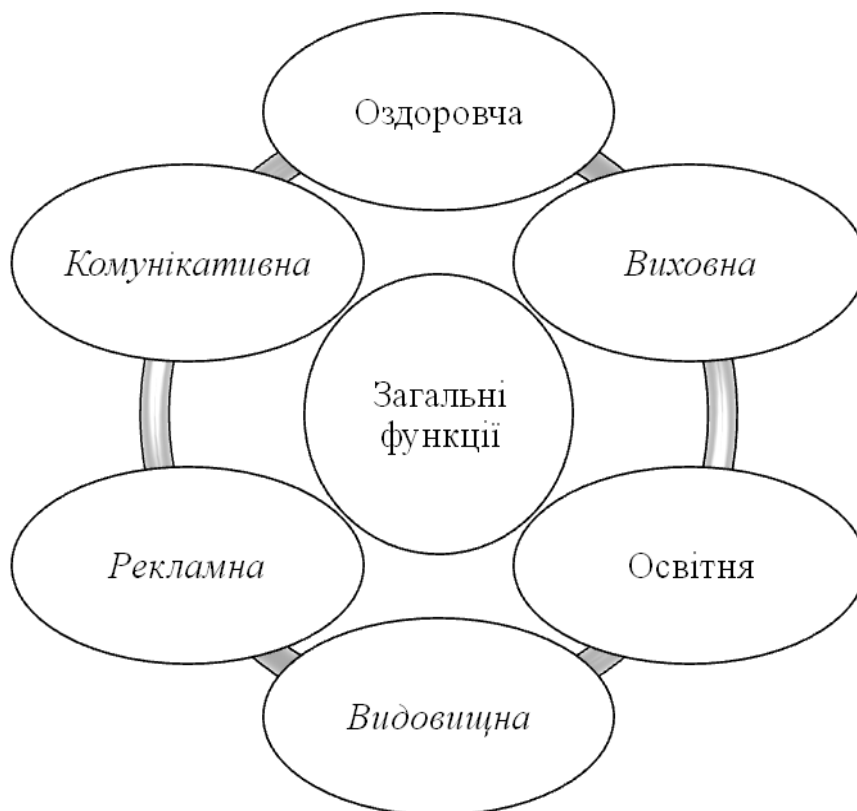 Оздоровча
Комунікативна
Виховна
Загальні
функції
Рекламна
Освітня
Видовищна